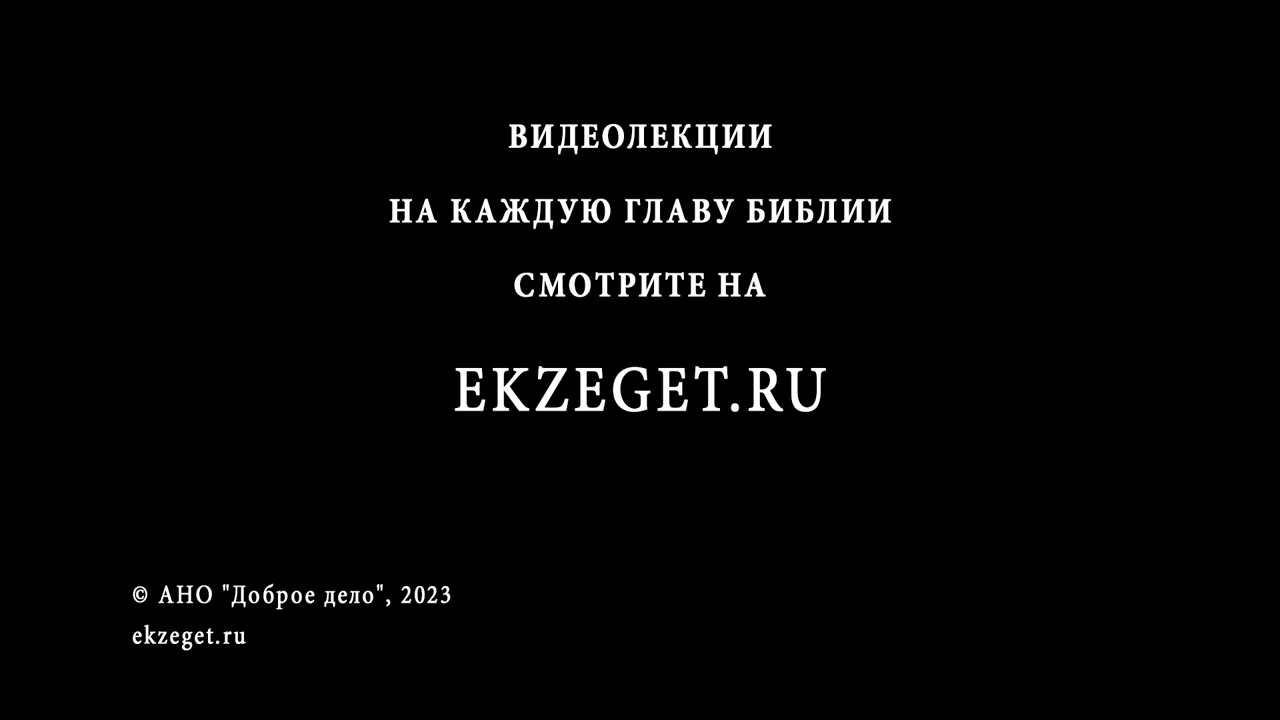 ВИДЕОЛЕКЦИИ
НА КАЖДУЮ ГЛАВУ БИБЛИИ
СМОТРИТЕ НА
EKZEGET.RU
© АНО "Доброе дело", 2023
ekzeget.ru